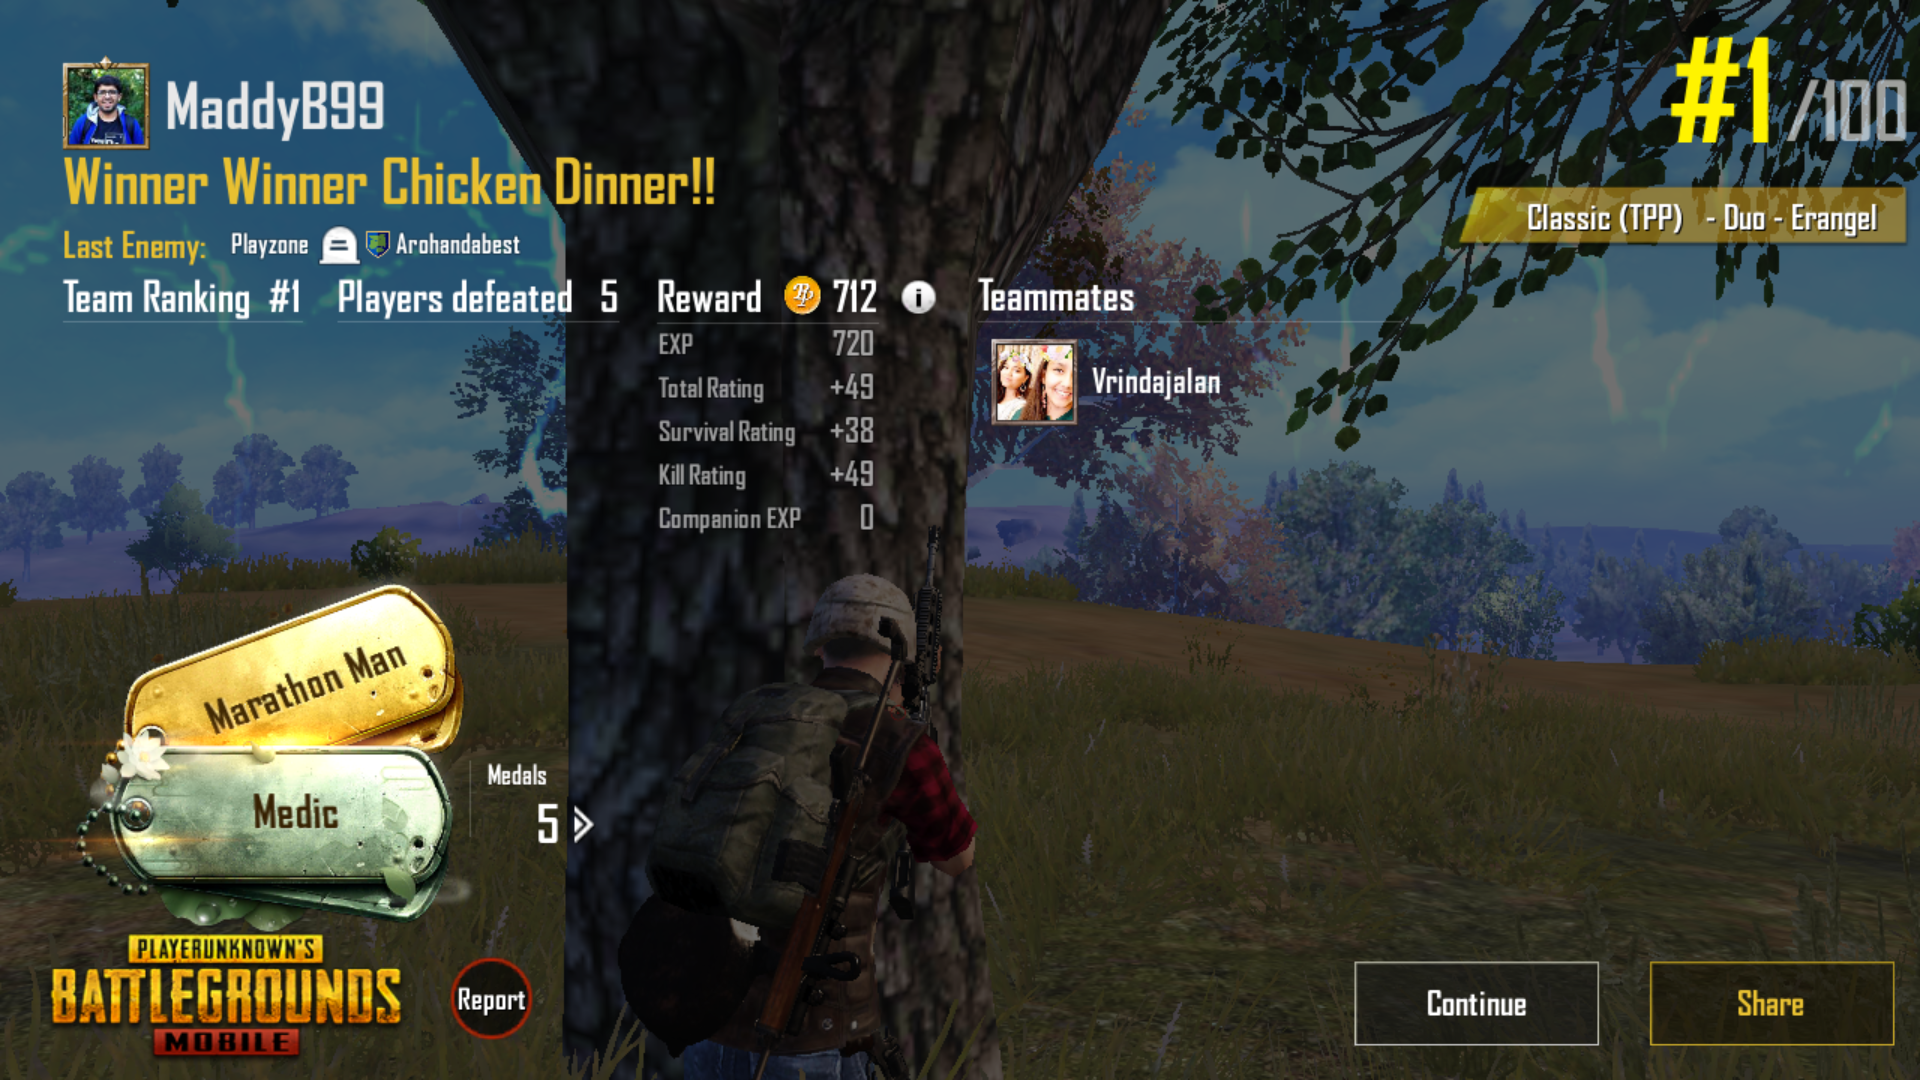 MaddyB99
#1 /100
Winner Winner Chicken Dinner!!
Classic (TPP) - Duo - Erangel
Last Enemy: Playzone Arohandabest
Team Ranking #1 Players defeated 5 Reward 712 Teammates
EXP 720
Total Rating +49
Vrindajalan
Survival Rating +38
Kill Rating +49
Companion EXP 0
Marathon Man
Medic
Medals
5
PLAYERUNKNOWN'S
BATTLEGROUNDS
MOBILE
Report
Continue
Share